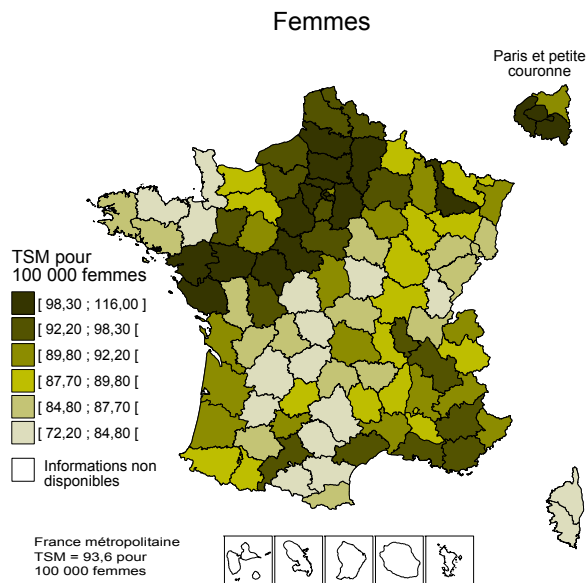 Femmes
Paris et petite
couronne
TSM pour
100 000 femmes
[ 98,30 ; 116,00 ]
[ 92,20 ; 98,30 [
[ 89,80 ; 92,20 [
[ 87,70 ; 89,80 [
[ 84,80 ; 87,70 [
[ 72,20 ; 84,80 [
Informations non
disponibles
France métropolitaine
TSM = 93,6 pour
100 000 femmes